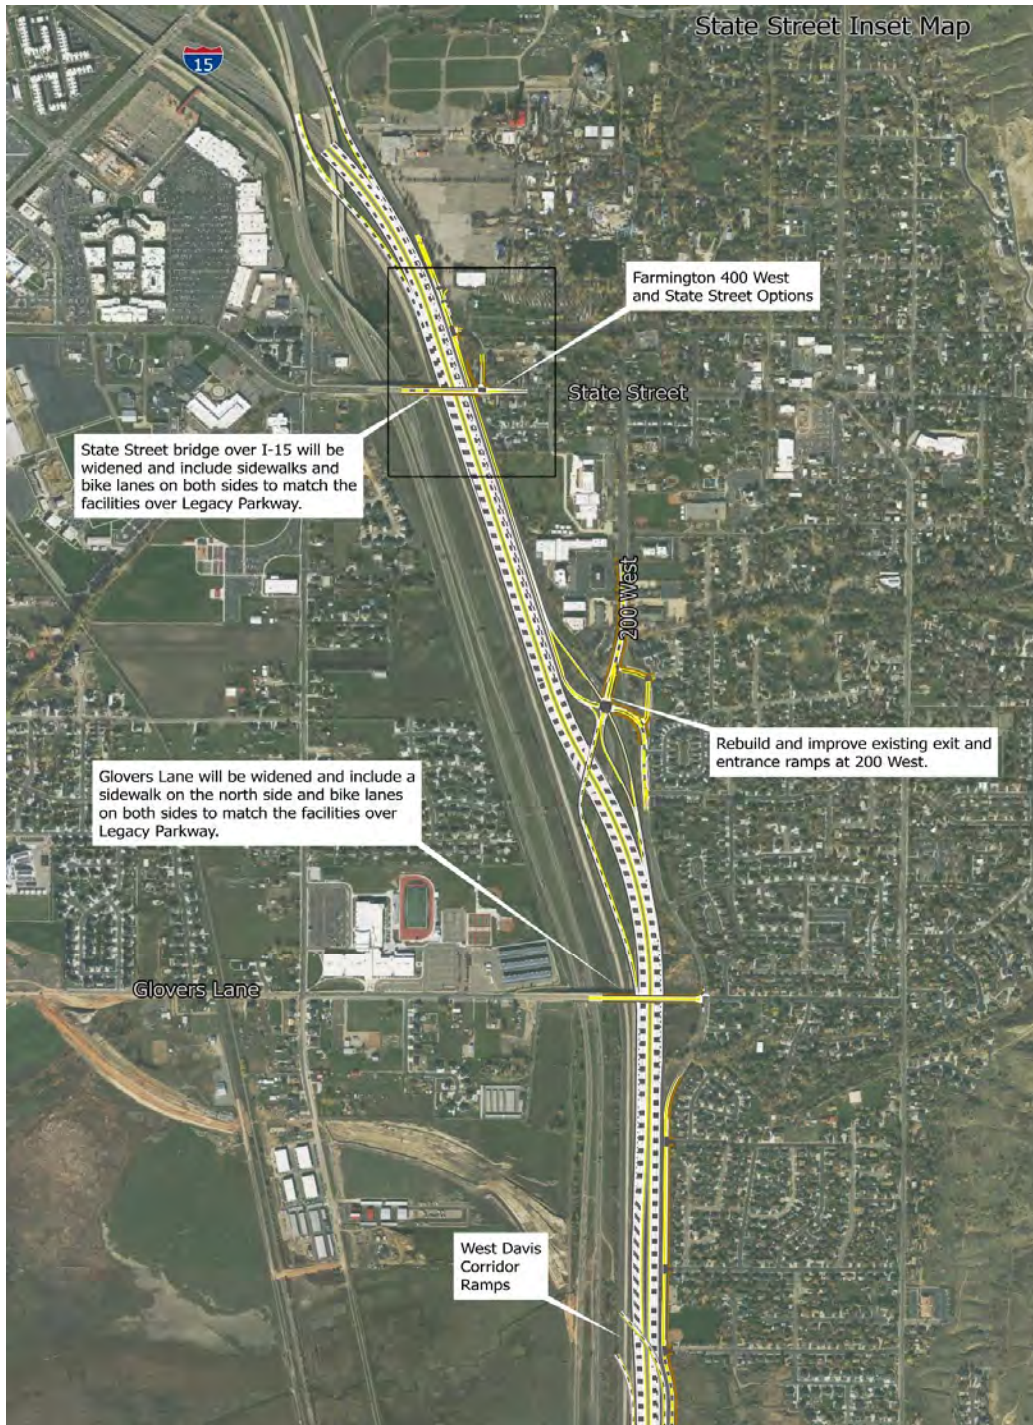 State Street Inset Map
15
Farmington 400 West
and State Street Options
State Street
State Street bridge over I-15 will be
widened and include sidewalks and
bike lanes on both sides to match the
facilities over Legacy Parkway.
200 West
Rebuild and improve existing exit and
entrance ramps at 200 West.
Glovers Lane will be widened and include a
sidewalk on the north side and bike lanes
on both sides to match the facilities over
Legacy Parkway.
Glovers Lane
West Davis
Corridor
Ramps